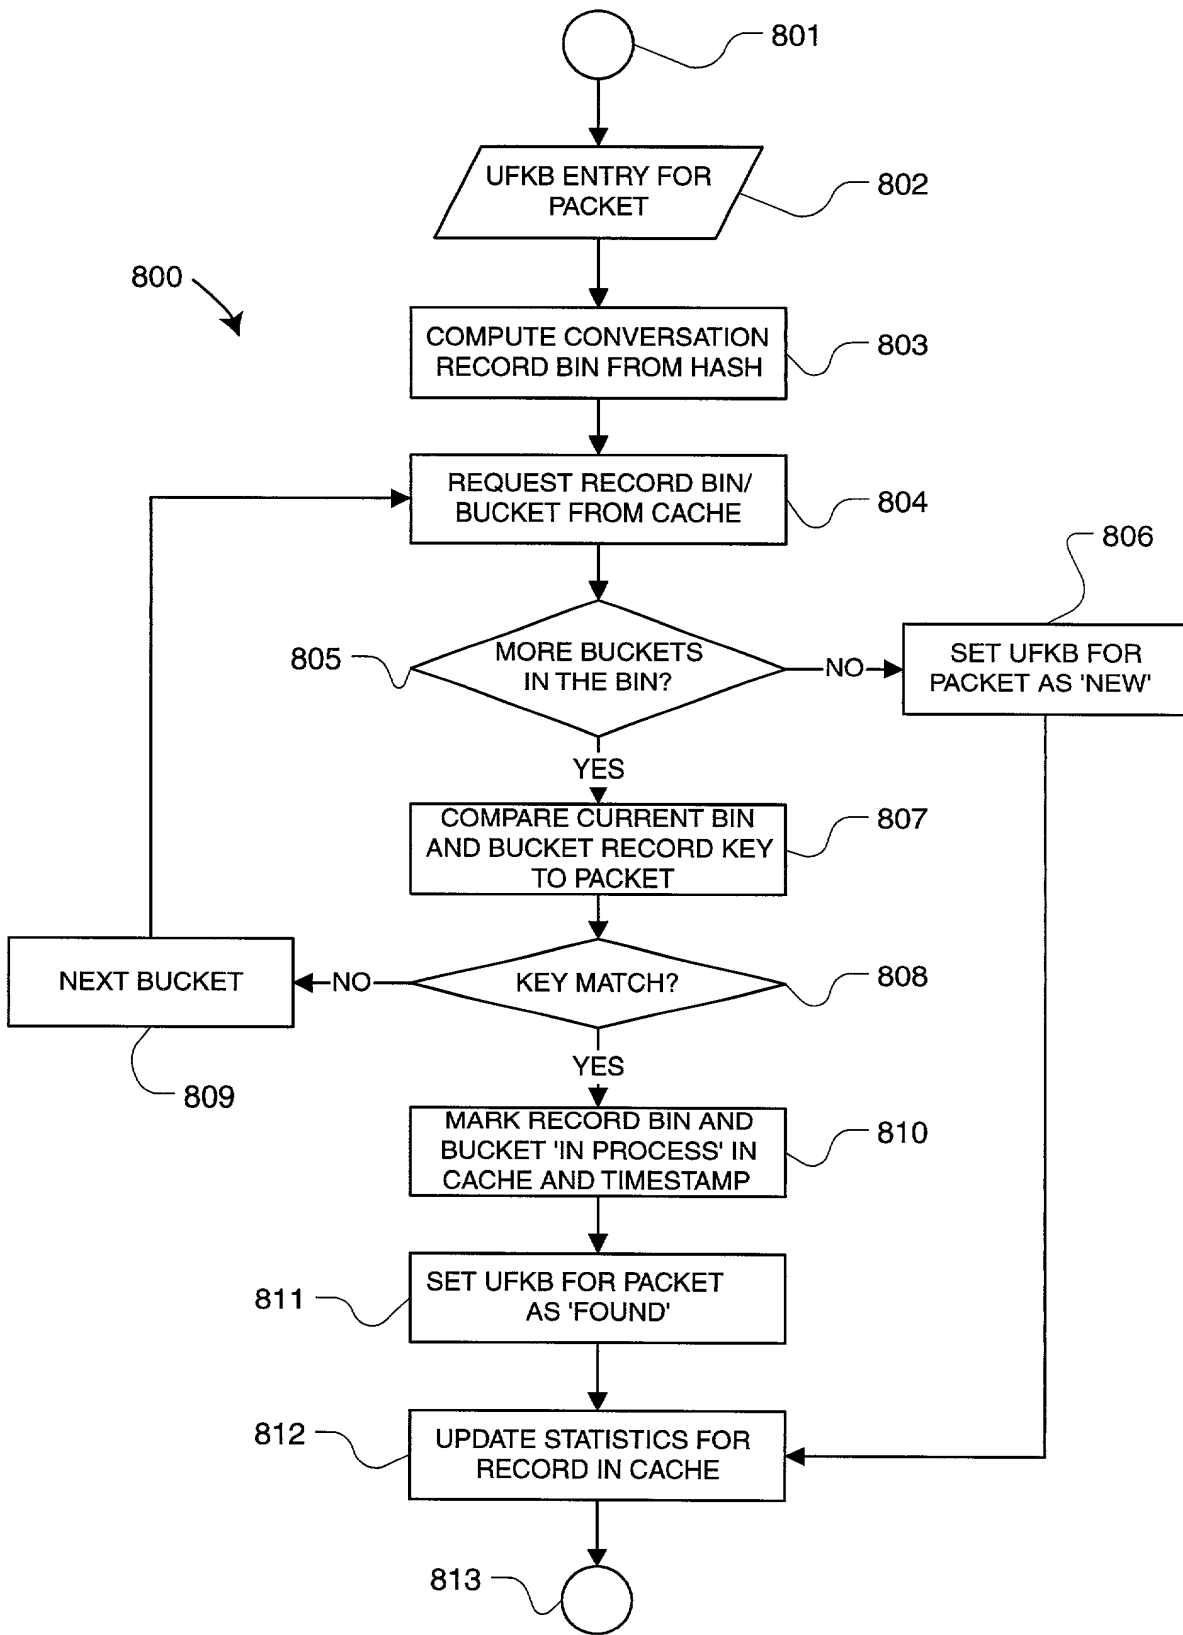 801
UFKB ENTRY FOR
PACKET
802
800
COMPUTE CONVERSATION
RECORD BIN FROM HASH
803
REQUEST RECORD BIN/
BUCKET FROM CACHE
804
806
805
MORE BUCKETS
IN THE BIN?
NO
SET UFKB FOR
PACKET AS 'NEW'
YES
COMPARE CURRENT BIN
AND BUCKET RECORD KEY
TO PACKET
807
NEXT BUCKET
NO
KEY MATCH?
808
809
YES
MARK RECORD BIN AND
BUCKET 'IN PROCESS' IN
CACHE AND TIMESTAMP
810
811
SET UFKB FOR PACKET
AS 'FOUND'
812
UPDATE STATISTICS FOR
RECORD IN CACHE
813